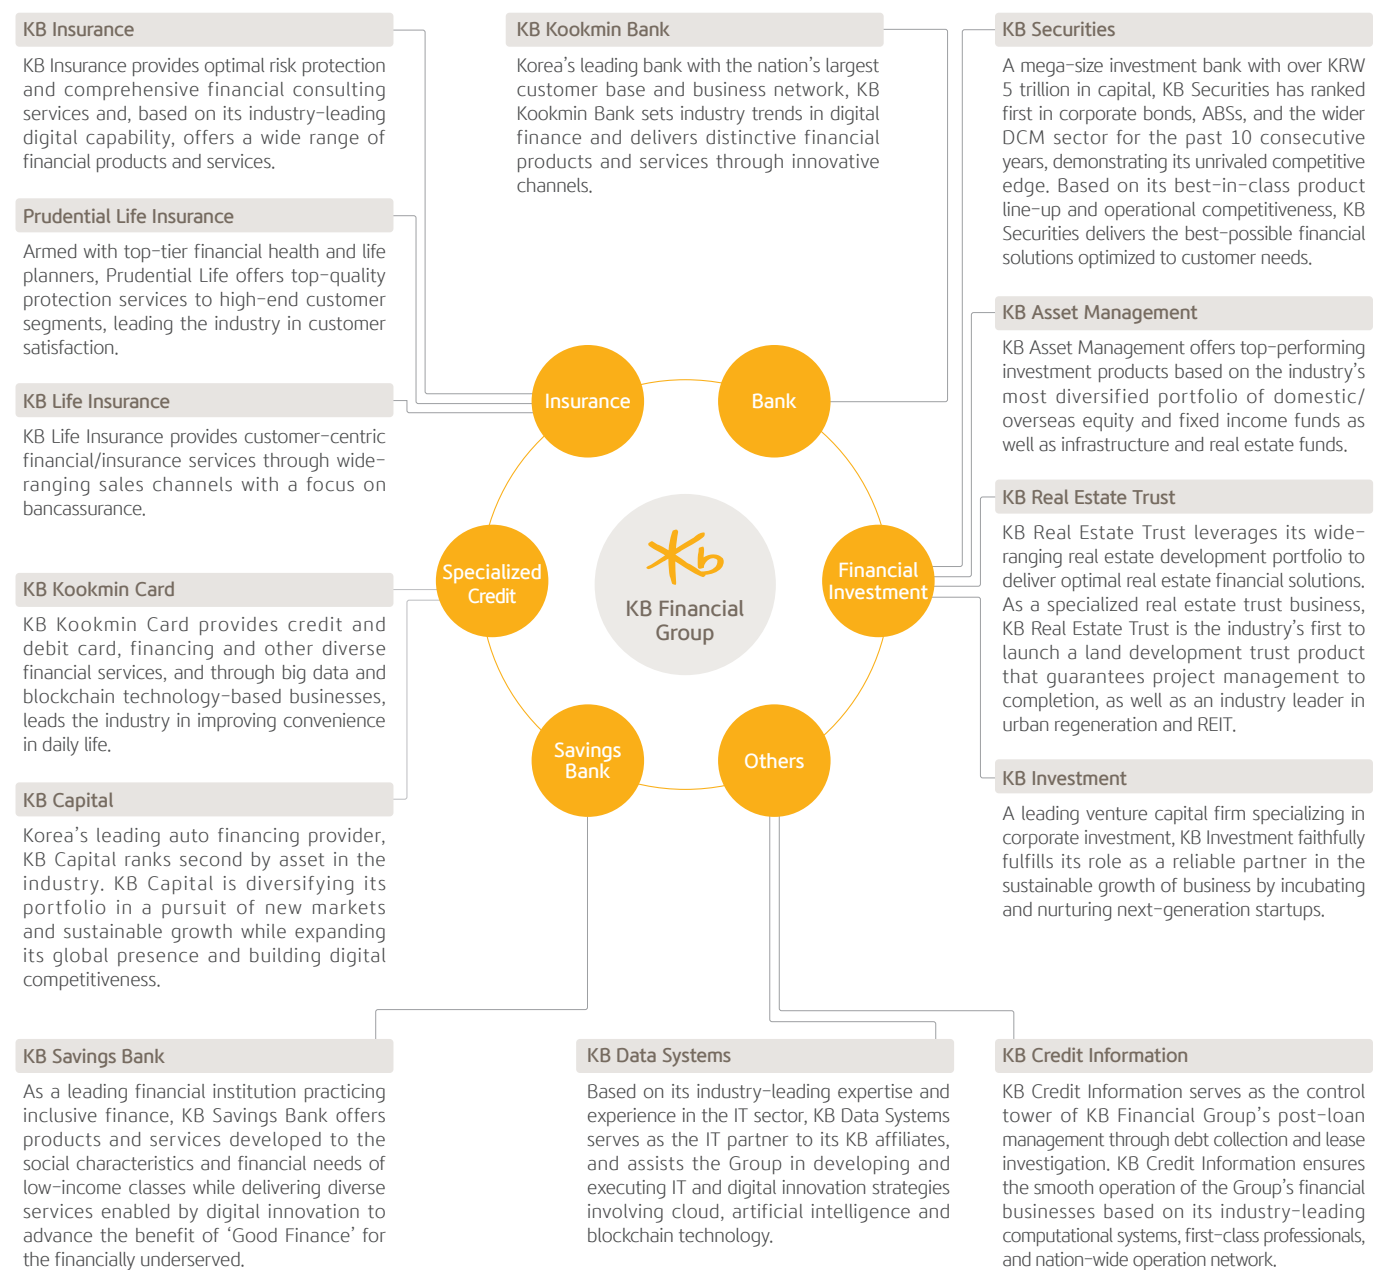 KB Insurance
KB Insurance provides optimal risk protection
and comprehensive financial consulting
services and, based on its industry-leading
digital capability, offers a wide range of
financial products and services.
Prudential Life Insurance
Armed with top-tier financial health and life
planners, Prudential Life offers top-quality
protection services to high-end customer
segments, leading the industry in customer
satisfaction.
KB Life Insurance
KB Life Insurance provides customer-centric
financial/insurance services through wide-
ranging sales channels with a focus on
bancassurance.
KB Kookmin Card
KB Kookmin Card provides credit and
debit card, financing and other diverse
financial services, and through big data and
blockchain technology-based businesses,
leads the industry in improving convenience
in daily life.
KB Capital
Korea's leading auto financing provider,
KB Capital ranks second by asset in the
industry. KB Capital is diversifying its
portfolio in a pursuit of new markets
and sustainable growth while expanding
its global presence and building digital
competitiveness.
KB Kookmin Bank
Korea's leading bank with the nation's largest
customer base and business network, KB
Kookmin Bank sets industry trends in digital
finance and delivers distinctive financial
products and services through innovative
channels.
Insurance
Bank
Specialized
Credit
Kb
KB Financial
Group
Financial
Investment
Savings
Bank
Others
KB Securities
A mega-size investment bank with over KRW
5 trillion in capital, KB Securities has ranked
first in corporate bonds, ABSs, and the wider
DCM sector for the past 10 consecutive
years, demonstrating its unrivaled competitive
edge. Based on its best-in-class product
line-up and operational competitiveness, KB
Securities delivers the best-possible financial
solutions optimized to customer needs.
KB Asset Management
KB Asset Management offers top-performing
investment products based on the industry's
most diversified portfolio of domestic/
overseas equity and fixed income funds as
well as infrastructure and real estate funds.
KB Real Estate Trust
KB Real Estate Trust leverages its wide-
ranging real estate development portfolio to
deliver optimal real estate financial solutions.
As a specialized real estate trust business,
KB Real Estate Trust is the industry's first to
launch a land development trust product
that guarantees project management to
completion, as well as an industry leader in
urban regeneration and REIT.
KB Investment
A leading venture capital firm specializing in
corporate investment, KB Investment faithfully
fulfills its role as a reliable partner in the
sustainable growth of business by incubating
and nurturing next-generation startups.
KB Savings Bank
As a leading financial institution practicing
inclusive finance, KB Savings Bank offers
products and services developed to the
social characteristics and financial needs of
low-income classes while delivering diverse
services enabled by digital innovation to
advance the benefit of 'Good Finance' for
the financially underserved.
KB Data Systems
Based on its industry-leading expertise and
experience in the IT sector, KB Data Systems
serves as the IT partner to its KB affiliates,
and assists the Group in developing and
executing IT and digital innovation strategies
involving cloud, artificial intelligence and
blockchain technology.
KB Credit Information
KB Credit Information serves as the control
tower of KB Financial Group's post-loan
management through debt collection and lease
investigation. KB Credit Information ensures
the smooth operation of the Group's financial
businesses based on its industry-leading
computational systems, first-class professionals,
and nation-wide operation network.